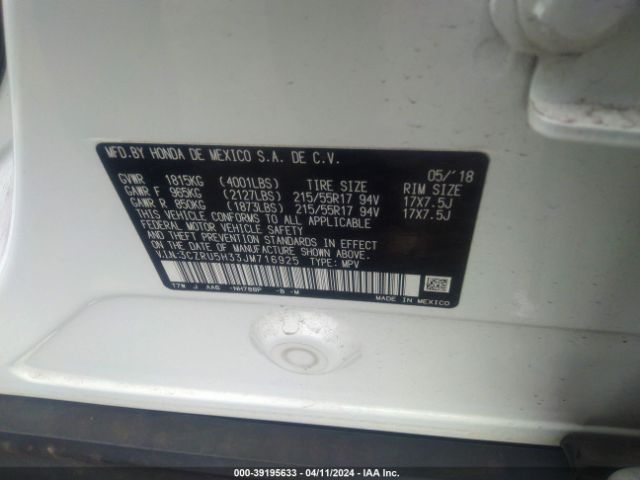 MFD. BY HONDA DE MEXICO S.A. DE C.V.
05/'18
GVWR 1815KG (4001LBS) TIRE SIZE RIM SIZE
GAWR F 965KG (2127LBS) 215/55R17 94V 17X7.5J
GAWR R 850KG (1873LBS) 215/55R17 94V 17X7.5J
THIS VEHICLE CONFORMS TO ALL APPLICABLE
FEDERAL MOTOR VEHICLE SAFETY
AND THEFT PREVENTION STANDARDS IN EFFECT
ON THE DATE OF MANUFACTURE SHOWN ABOVE.
V.I.N:3CZRU5H33JM716925 TYPE: MPV
T7W J AAG -NH788P -B -M
MADE IN MEXICO
000-39195633 / 04/11/2024 / IAA Inc.